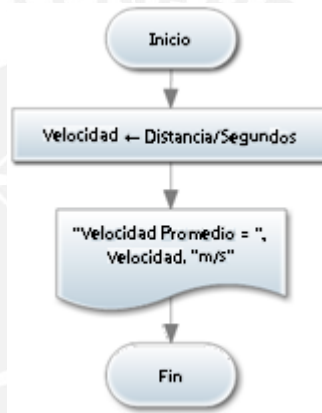 Inicio
Velocidad ← Distancia/Segundos
"Velocidad Promedio = ",
Velocidad, "m/s"
Fin